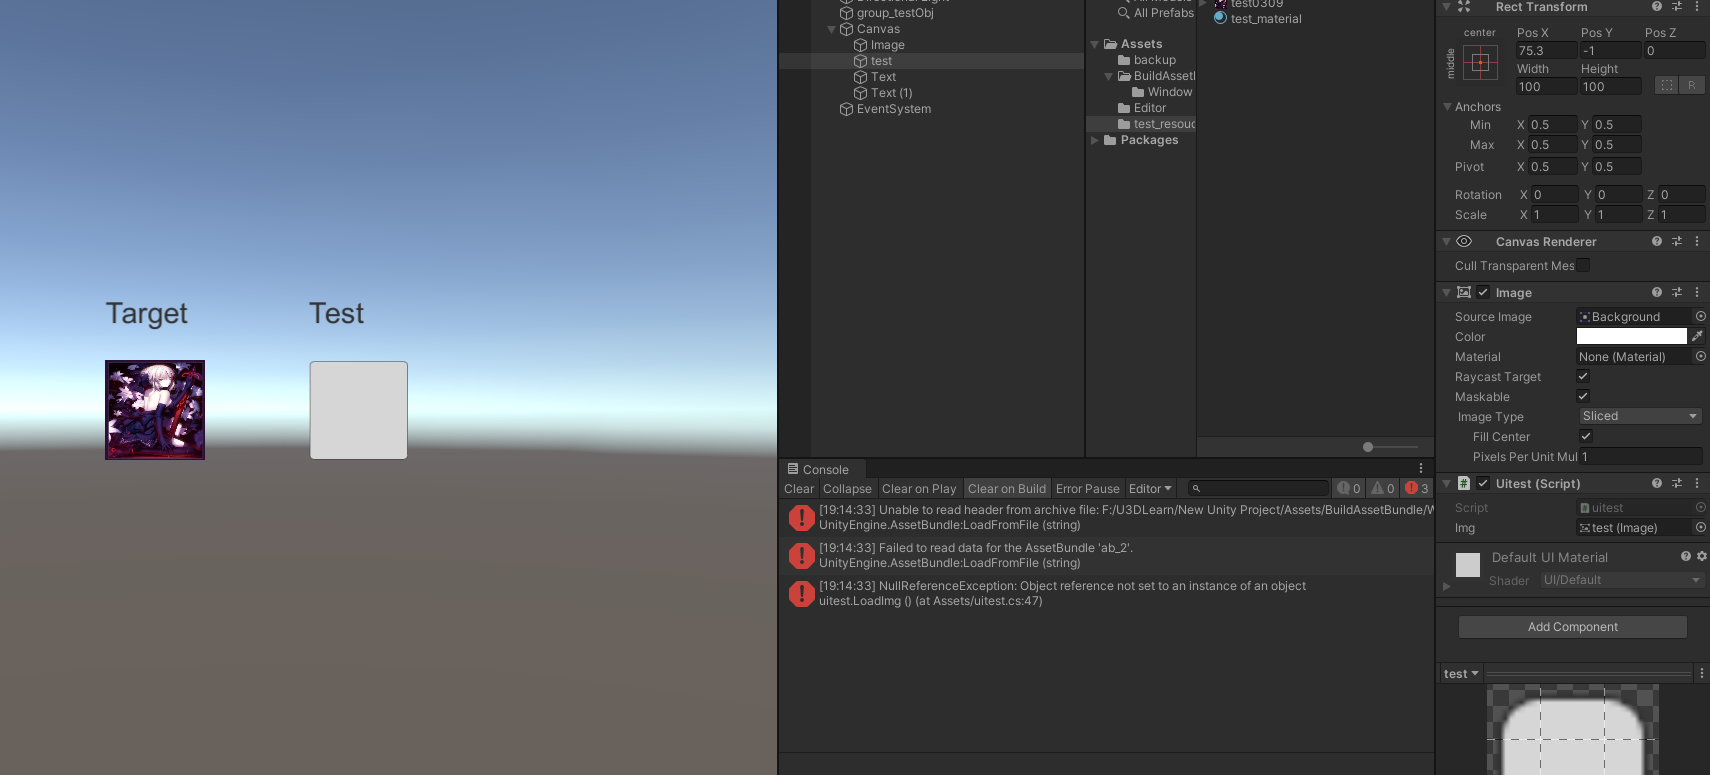 Target
Test
group_testObj
Canvas
Image
test
Text
Text (1)
EventSystem
All Prefabs
Assets
backup
BuildAssetI
Window
Editor
test_resouc
Packages
test0309
test_material
Console
Clear
Collapse
Clear on Play
Clear on Build
Error Pause
Editor
0
0
3
[19:14:33] Unable to read header from archive file: F:/U3DLearn/New Unity Project/Assets/BuildAssetBundle/W
UnityEngine.AssetBundle:LoadFromFile (string)
[19:14:33] Failed to read data for the AssetBundle 'ab_2'.
UnityEngine.AssetBundle:LoadFromFile (string)
[19:14:33] NullReferenceException: Object reference not set to an instance of an object
uitest.LoadImg () (at Assets/uitest.cs:47)
Rect Transform
center
middle
Pos X Pos Y Pos Z
75.3 -1 0
Width Height
100 100
R
Anchors
Min X 0.5 Y 0.5
Max X 0.5 Y 0.5
Pivot X 0.5 Y 0.5
Rotation X 0 Y 0 Z 0
Scale X 1 Y 1 Z 1
Canvas Renderer
Cull Transparent Mes
Image
Source Image Background
Color
Material None (Material)
Raycast Target
Maskable
Image Type Sliced
Fill Center
Pixels Per Unit Mul 1
# Uitest (Script)
Script uitest
Img test (Image)
Default UI Material
Shader UI/Default
Add Component
test